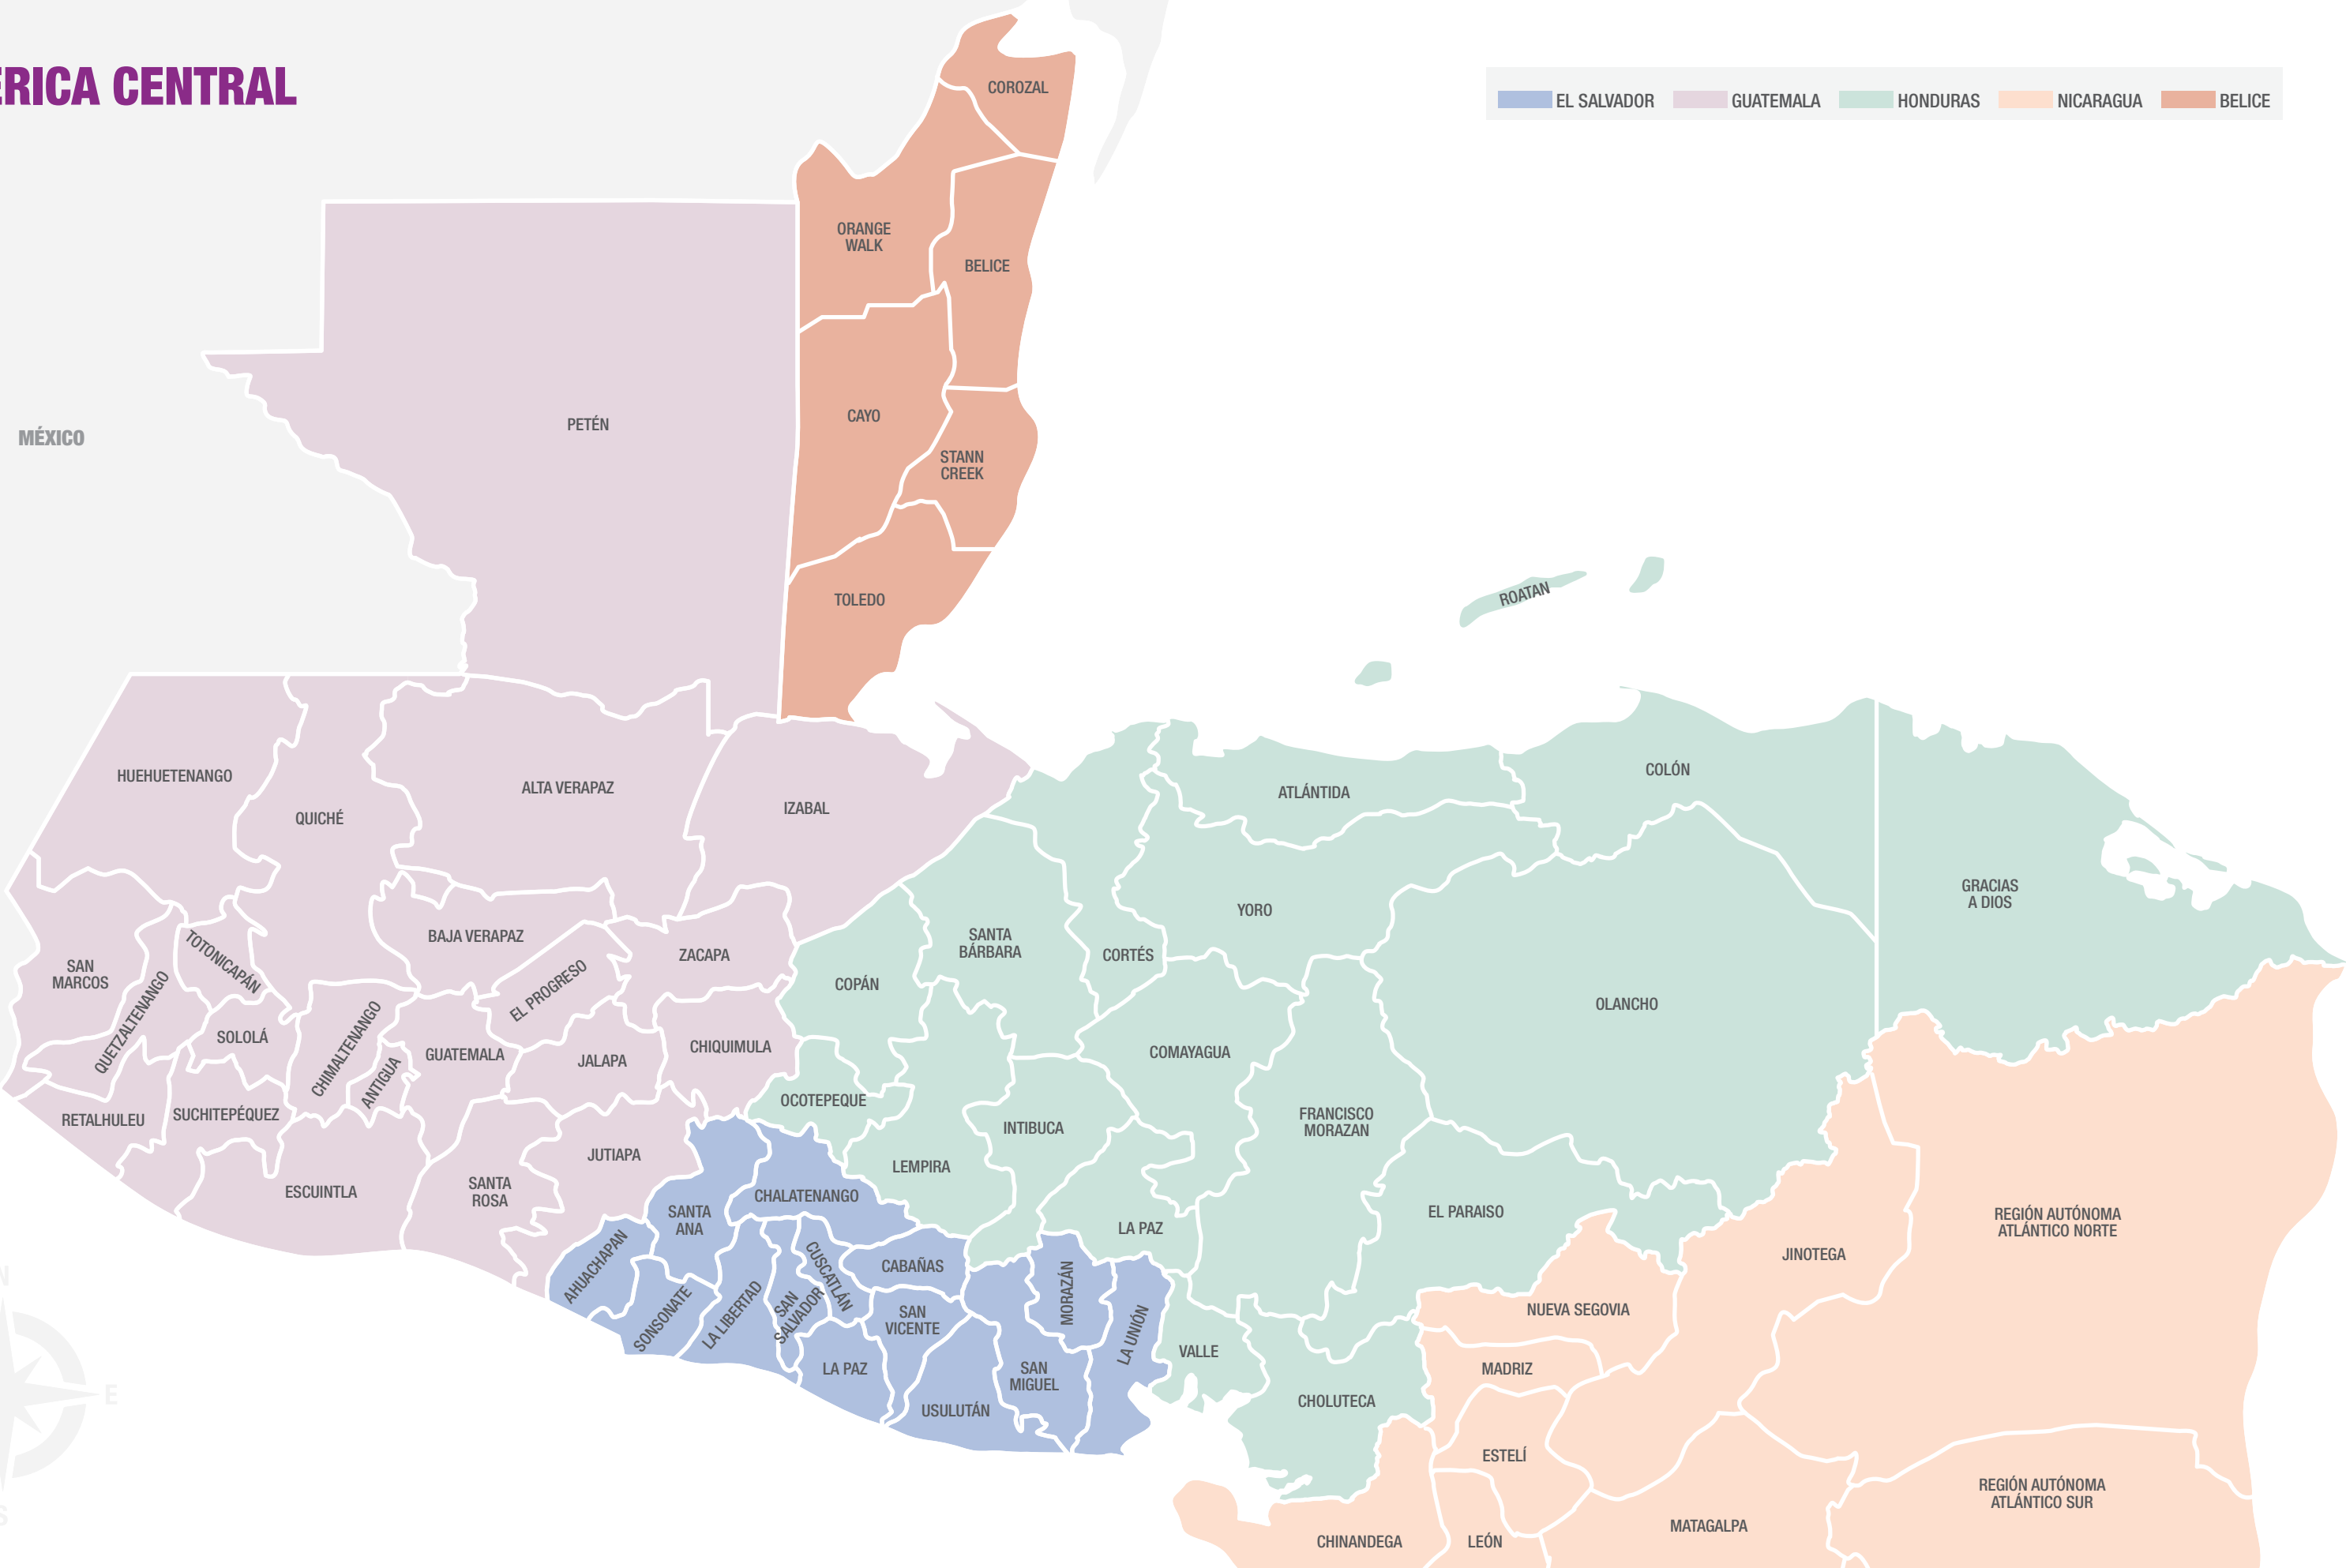 ERICA CENTRAL
EL SALVADOR
GUATEMALA
HONDURAS
NICARAGUA
BELICE
COROZAL
ORANGE
WALK
BELICE
CAYO
STANN
CREEK
TOLEDO
MÉXICO
PETÉN
ROATAN
HUEHUETENANGO
QUICHÉ
ALTA VERAPAZ
IZABAL
SAN
MARCOS
QUETZALTENANGO
TOTONICAPÁN
SOLOLÁ
BAJA VERAPAZ
EL PROGRESO
ZACAPA
CHIMALTENANGO
ANTIGUA
GUATEMALA
JALAPA
CHIQUIMULA
RETALHULEU
SUCHITEPÉQUEZ
ESCUINTLA
SANTA
ROSA
JUTIAPA
ATLÁNTIDA
COLÓN
GRACIAS
A DIOS
YORO
SANTA
BÁRBARA
CORTÉS
COPÁN
OLANCHO
COMAYAGUA
OCOTEPEQUE
INTIBUCA
LEMPIRA
FRANCISCO
MORAZAN
LA PAZ
EL PARAISO
VALLE
CHOLUTECA
SANTA
ANA
CHALATENANGO
AHUACHAPAN
SONSONATE
LA LIBERTAD
SAN
SALVADOR
CUSCATLÁN
CABAÑAS
SAN
VICENTE
LA PAZ
USULUTÁN
SAN
MIGUEL
MORAZÁN
LA UNIÓN
REGIÓN AUTÓNOMA
ATLÁNTICO NORTE
JINOTEGA
NUEVA SEGOVIA
MADRIZ
ESTELÍ
REGIÓN AUTÓNOMA
ATLÁNTICO SUR
MATAGALPA
CHINANDEGA
LEÓN
N
E
S